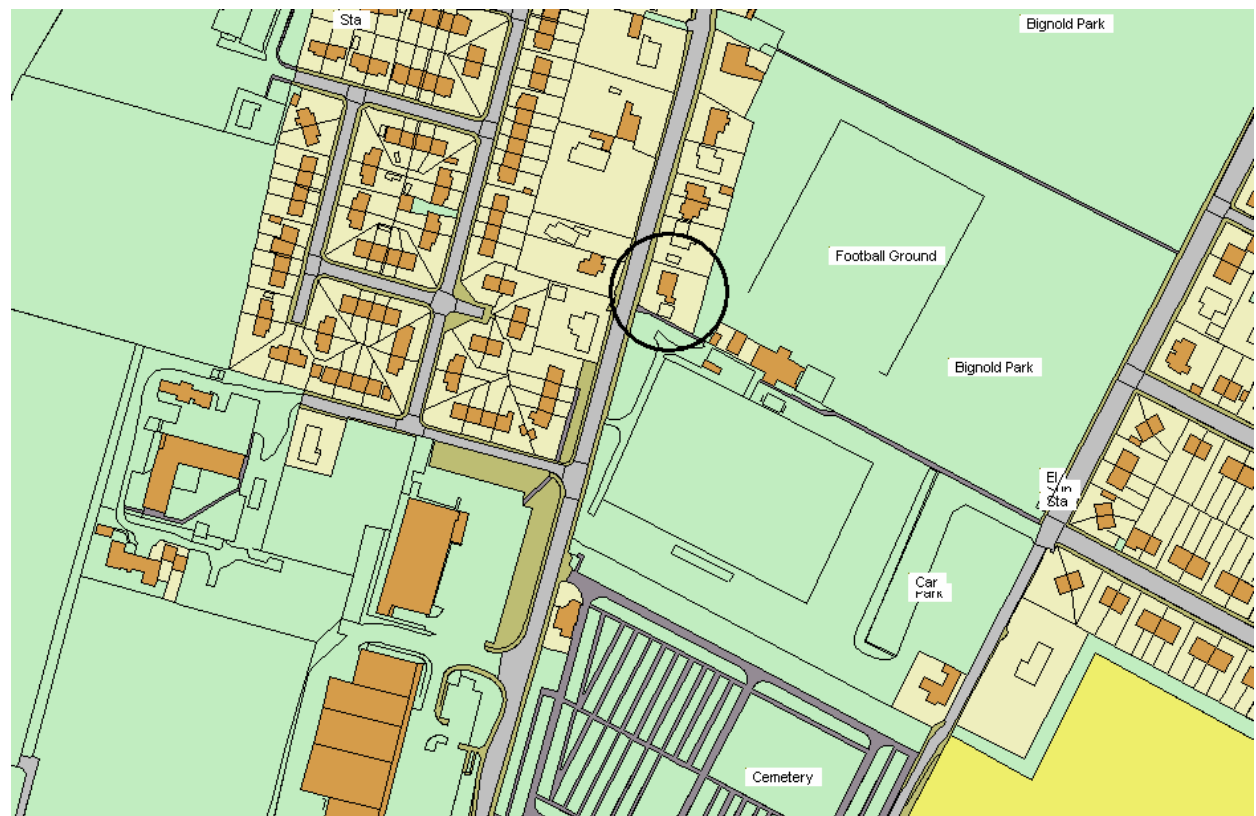 Sta
Bignold Park
Football Ground
Bignold Park
El
Sta
Car
Park
Cemetery